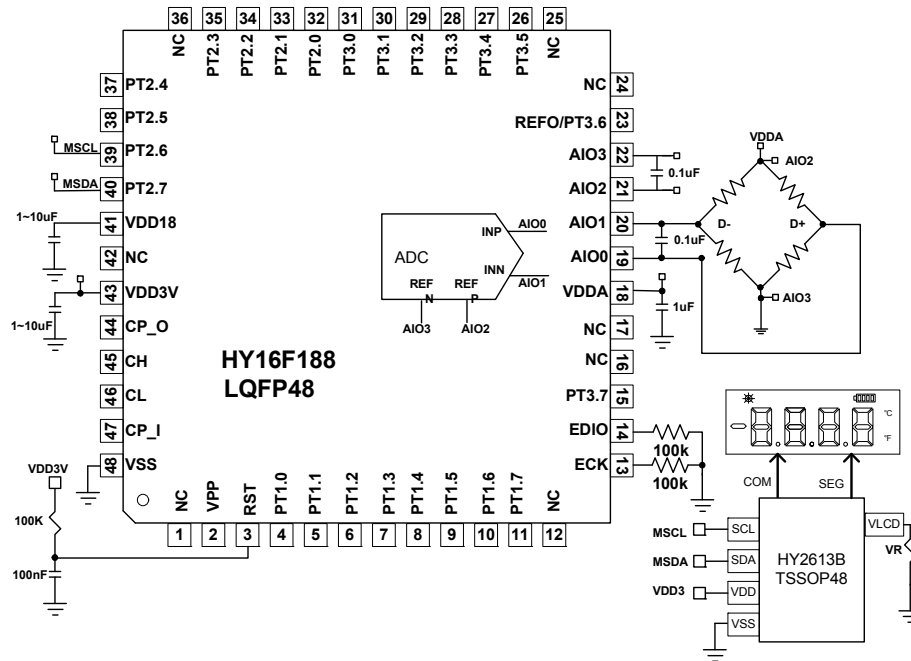 36 35 34 33 32 31 30 29 28 27 26 25
NC PT2.3 PT2.2 PT2.1 PT2.0 PT3.0 PT3.1 PT3.2 PT3.3 PT3.4 PT3.5 NC
37 PT2.4
38 PT2.5
MSCL 39 PT2.6
MSDA 40 PT2.7
1~10uF 41 VDD18
42 NC
43 VDD3V
1~10uF 44 CP_O
45 CH
46 CL
47 CP_I
48 VSS
NC 24
REFO/PT3.6 23
AIO3 22
0.1uF
AIO2 21
AIO1 20
0.1uF
AIO0 19
VDDA 18
1uF
NC 17
NC 16
PT3.7 15
EDIO 14
100k
ECK 13
100k
VDDA
AIO2
D- D+
AIO3
INP AIO0
ADC
INN AIO1
REF REF
N P
AIO3 AIO2
HY16F188
LQFP48
VDD3V
100K
100nF
NC VPP RST PT1.0 PT1.1 PT1.2 PT1.3 PT1.4 PT1.5 PT1.6 PT1.7 NC
1 2 3 4 5 6 7 8 9 10 11 12
°C
°F
COM SEG
MSCL SCL
MSDA SDA
VDD3 VDD
VSS
HY2613B
TSSOP48
VLCD
VR